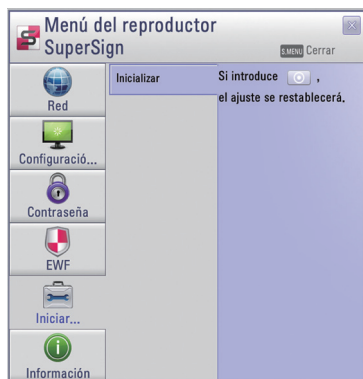 Menú del reproductor
SuperSign
S.MENU Cerrar
Red
Configuració...
Contraseña
EWF
Iniciar...
Información
Inicializar
Si introduce ,
el ajuste se restablecerá.